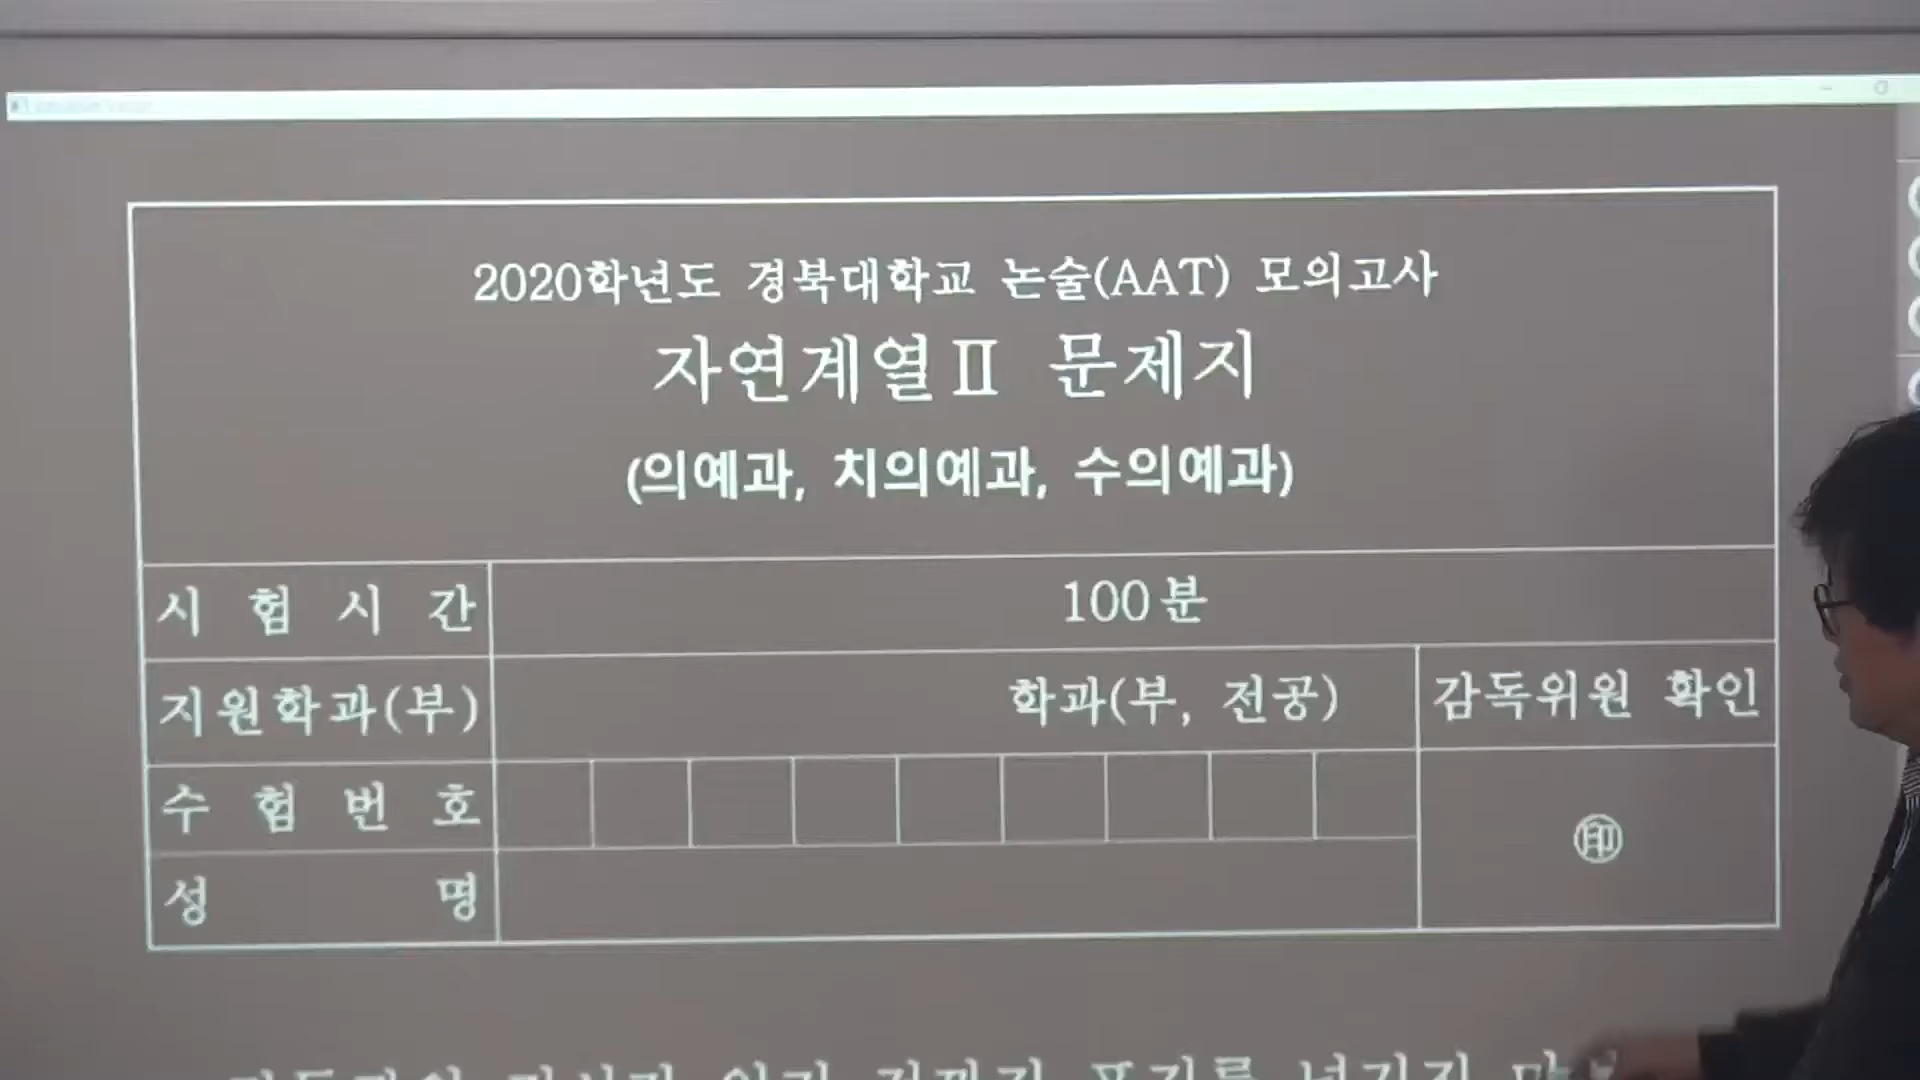 2020학년도 경북대학교 논술(AAT) 모의고사
자연계열Ⅱ 문제지
(의예과, 치의예과, 수의예과)
시 험 시 간 100분
지원학과(부) 학과(부, 전공) 감독위원 확인
수 험 번 호
㊞
성 명